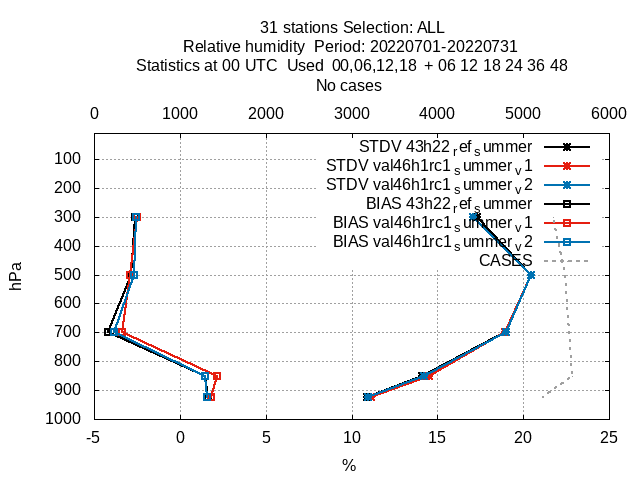 31 stations Selection: ALL
Relative humidity  Period: 20220701-20220731
Statistics at 00 UTC  Used  00,06,12,18  + 06 12 18 24 36 48
No cases
0 1000 2000 3000 4000 5000 6000
STDV 43h22ref_summer
STDV val46h1rc1_summer_v1
STDV val46h1rc1_summer_v2
BIAS 43h22ref_summer
BIAS val46h1rc1_summer_v1
BIAS val46h1rc1_summer_v2
CASES
hPa
100
200
300
400
500
600
700
800
900
1000
-5 0 5 10 15 20 25
%